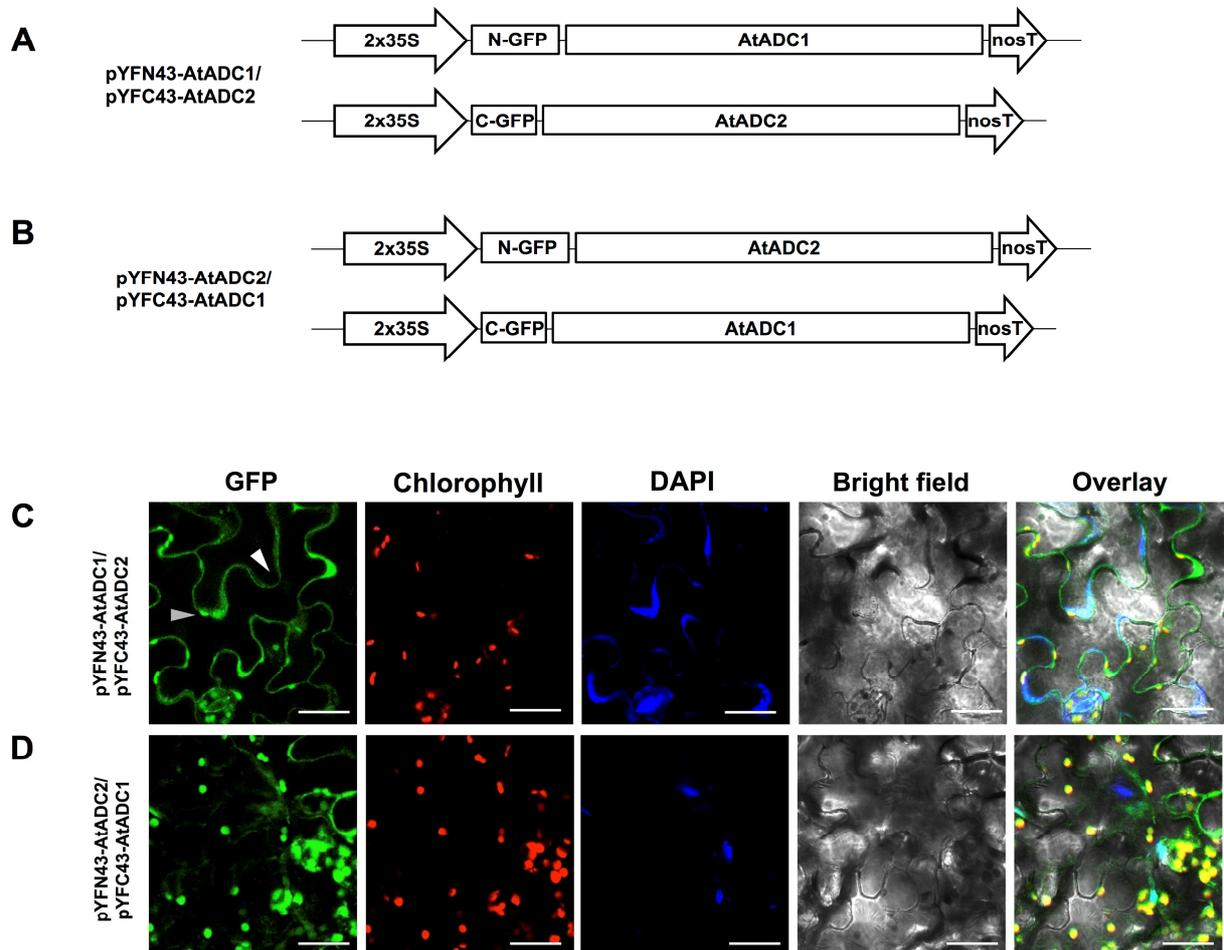 A
2x35S
N-GFP
AtADC1
nosT
pYFN43-AtADC1/
pYFC43-AtADC2
2x35S
C-GFP
AtADC2
nosT
B
2x35S
N-GFP
AtADC2
nosT
pYFN43-AtADC2/
pYFC43-AtADC1
2x35S
C-GFP
AtADC1
nosT
GFP
Chlorophyll
DAPI
Bright field
Overlay
C
pYFN43-AtADC1/
pYFC43-AtADC2
D
pYFN43-AtADC2/
pYFC43-AtADC1